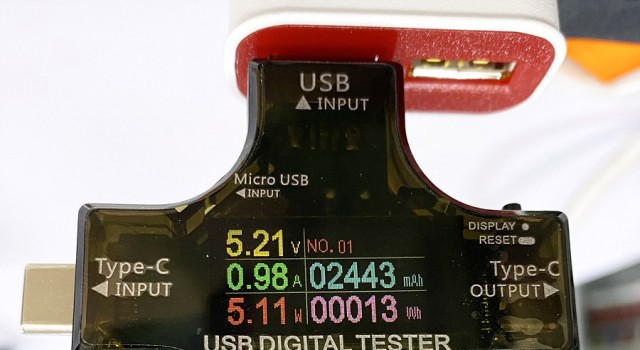 USB
▲ INPUT
Micro USB
◀INPUT
DISPLAY
RESET
Type-C
◀ INPUT
Type-C
OUTPUT▶
5.21 V NO. 01
0.98 A 02443 mAh
5.11 W 00013 Wh
USB DIGITAL TESTER